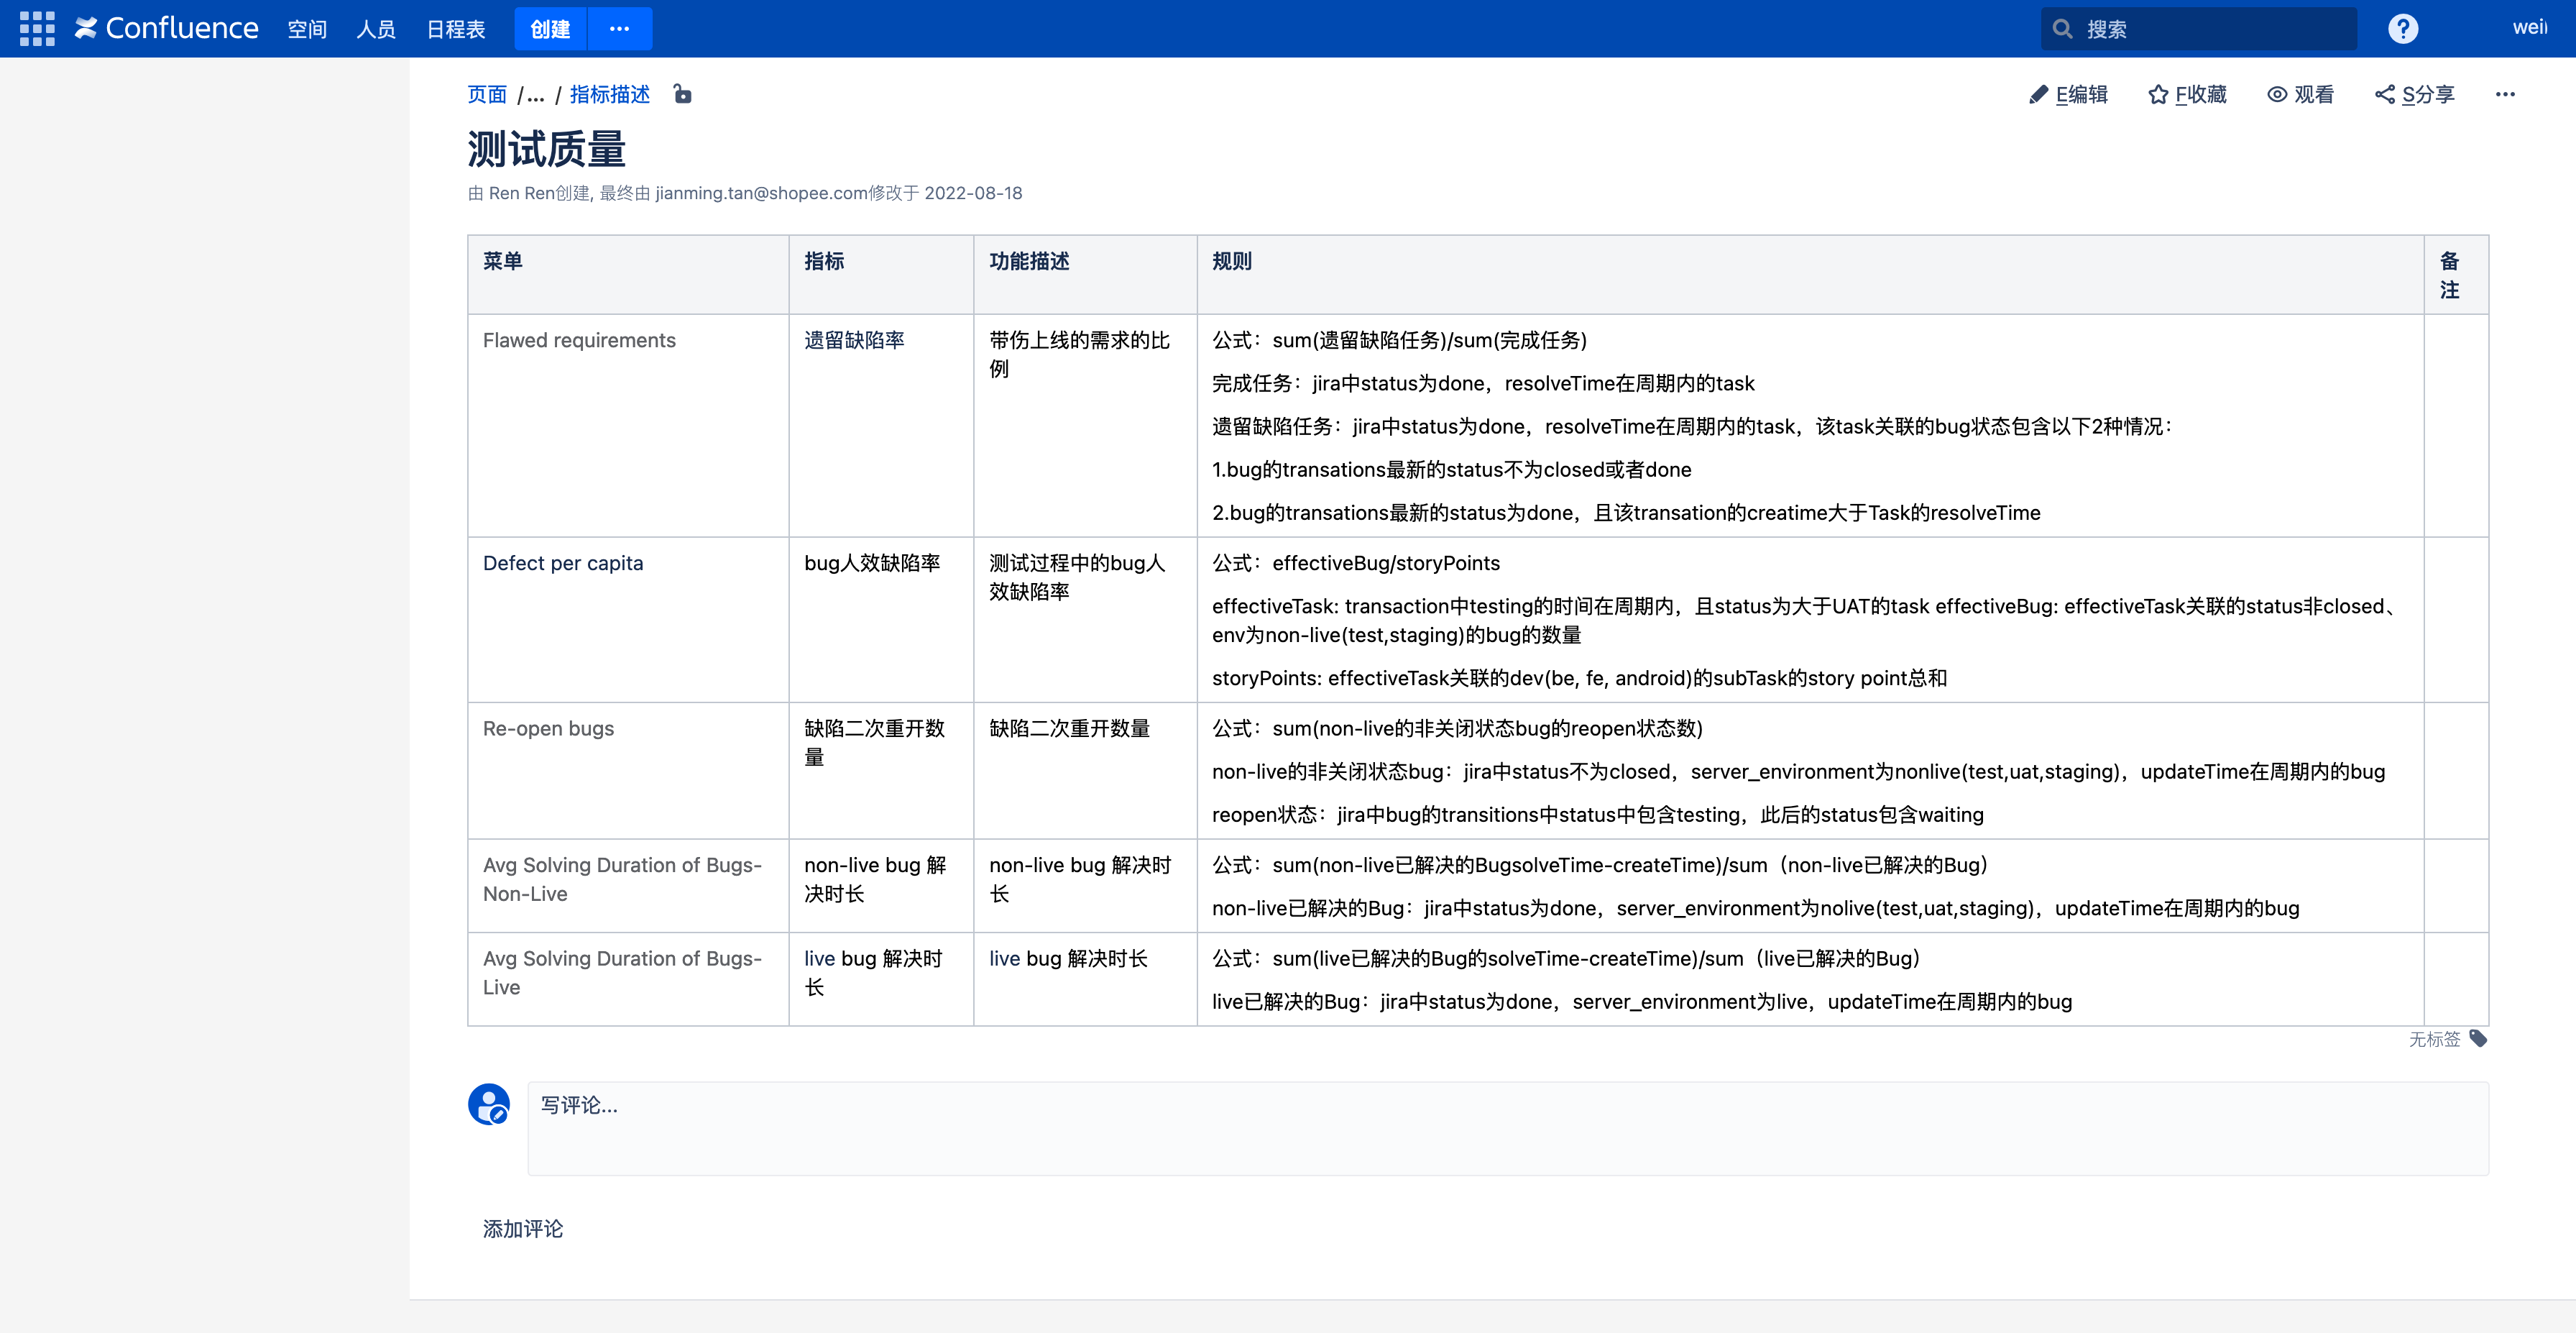 Confluence 空间 人员 日程表 创建 ··· 搜索 weil
页面 /... / 指标描述 E编辑 F收藏 观看 S分享 ···
测试质量
由 Ren Ren创建, 最终由 jianming.tan@shopee.com修改于 2022-08-18
菜单 指标 功能描述 规则 备
注
Flawed requirements 遗留缺陷率 带伤上线的需求的比
例
公式：sum(遗留缺陷任务)/sum(完成任务)
完成任务：jira中status为done，resolveTime在周期内的task
遗留缺陷任务：jira中status为done，resolveTime在周期内的task，该task关联的bug状态包含以下2种情况：
1.bug的transations最新的status不为closed或者done
2.bug的transations最新的status为done，且该transation的creatime大于Task的resolveTime
Defect per capita bug人效缺陷率 测试过程中的bug人
效缺陷率
公式：effectiveBug/storyPoints
effectiveTask: transaction中testing的时间在周期内，且status为大于UAT的task effectiveBug: effectiveTask关联的status非closed、
env为non-live(test,staging)的bug的数量
storyPoints: effectiveTask关联的dev(be, fe, android)的subTask的story point总和
Re-open bugs 缺陷二次重开数
量
缺陷二次重开数量
公式：sum(non-live的非关闭状态bug的reopen状态数)
non-live的非关闭状态bug：jira中status不为closed，server_environment为nonlive(test,uat,staging)，updateTime在周期内的bug
reopen状态：jira中bug的transitions中status中包含testing，此后的status包含waiting
Avg Solving Duration of Bugs-
Non-Live
non-live bug 解
决时长
non-live bug 解决时
长
公式：sum(non-live已解决的BugsolveTime-createTime)/sum（non-live已解决的Bug）
non-live已解决的Bug：jira中status为done，server_environment为nolive(test,uat,staging)，updateTime在周期内的bug
Avg Solving Duration of Bugs-
Live
live bug 解决时
长
live bug 解决时长
公式：sum(live已解决的Bug的solveTime-createTime)/sum（live已解决的Bug）
live已解决的Bug：jira中status为done，server_environment为live，updateTime在周期内的bug
无标签
写评论...
添加评论